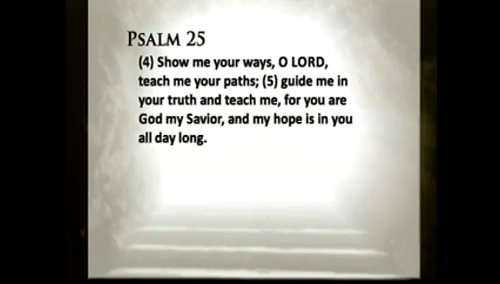 PSALM 25
(4) Show me your ways, O LORD,
teach me your paths; (5) guide me in
your truth and teach me, for you are
God my Savior, and my hope is in you
all day long.